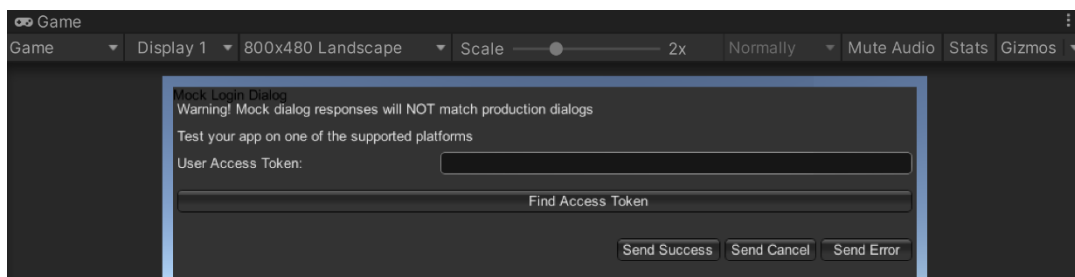 Game
Game Display 1 800x480 Landscape Scale 2x Normally Mute Audio Stats Gizmos
Mock Login Dialog
Warning! Mock dialog responses will NOT match production dialogs
Test your app on one of the supported platforms
User Access Token:
Find Access Token
Send Success Send Cancel Send Error